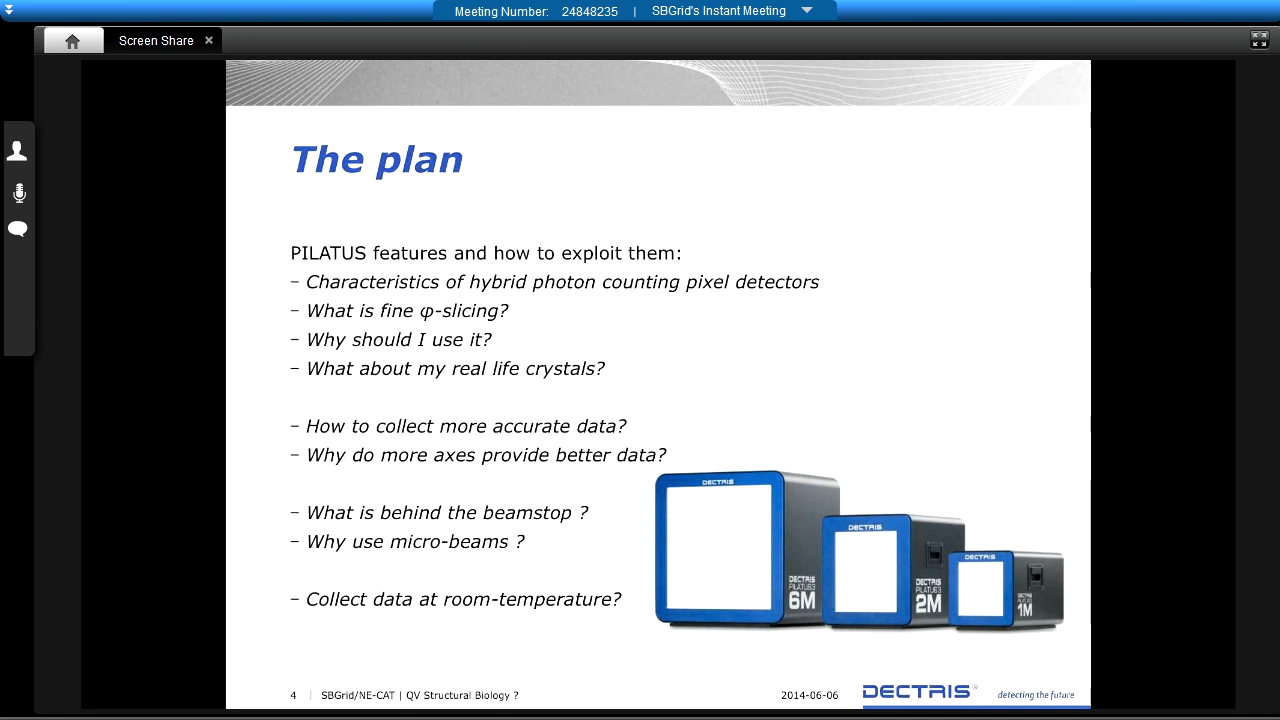 Meeting Number: 24848235 | SBGrid's Instant Meeting
Screen Share ×
The plan
PILATUS features and how to exploit them:
– Characteristics of hybrid photon counting pixel detectors
– What is fine φ-slicing?
– Why should I use it?
– What about my real life crystals?
– How to collect more accurate data?
– Why do more axes provide better data?
– What is behind the beamstop ?
– Why use micro-beams ?
– Collect data at room-temperature?
DECTRIS
DECTRIS
PILATUS3
6M
DECTRIS
DECTRIS
PILATUS3
2M
DECTRIS
DECTRIS
PILATUS3
1M
4 | SBGrid/NE-CAT | QV Structural Biology ?
2014-06-06
DECTRIS®
detecting the future